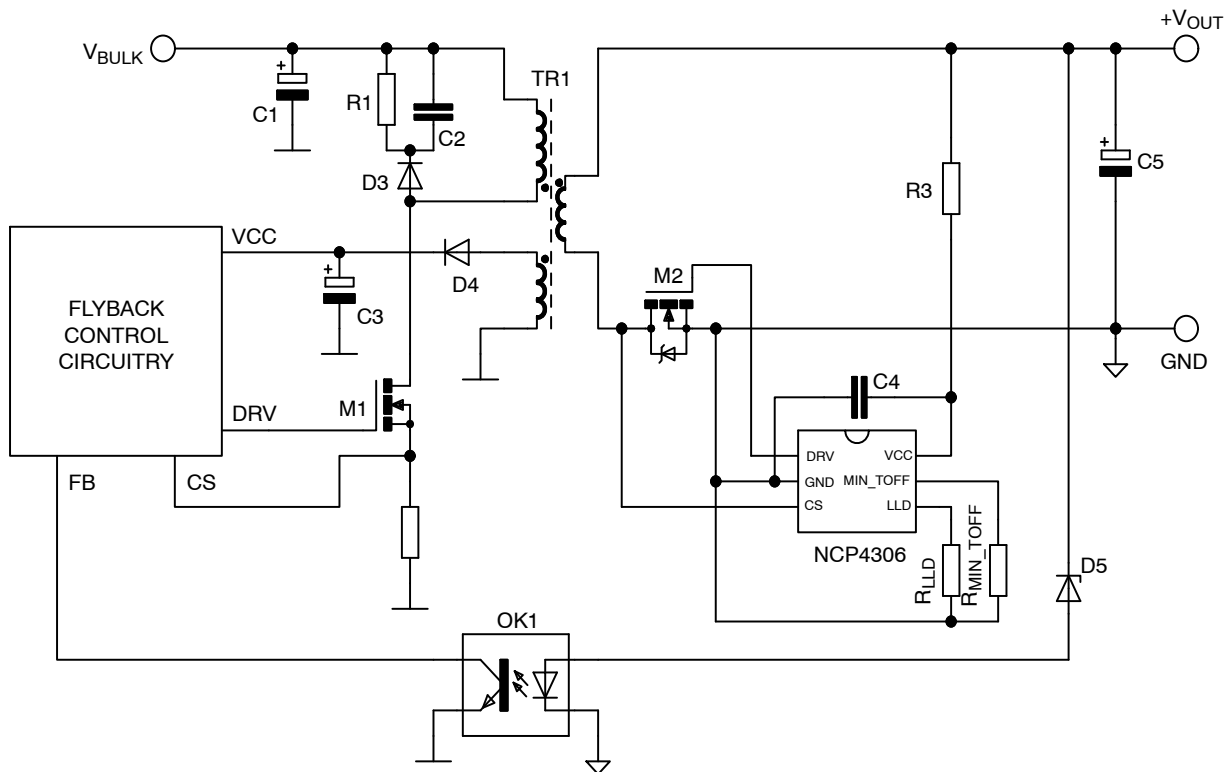 +V_OUT
V_BULK
TR1
+
C1
R1
C2
+
C5
D3
R3
VCC
M2
D4
+
C3
FLYBACK
CONTROL
CIRCUITRY
GND
C4
M1
DRV
DRV
VCC
GND
MIN_TOFF
CS
LLD
FB
CS
NCP4306
R_LLD
R_MIN_TOFF
D5
OK1